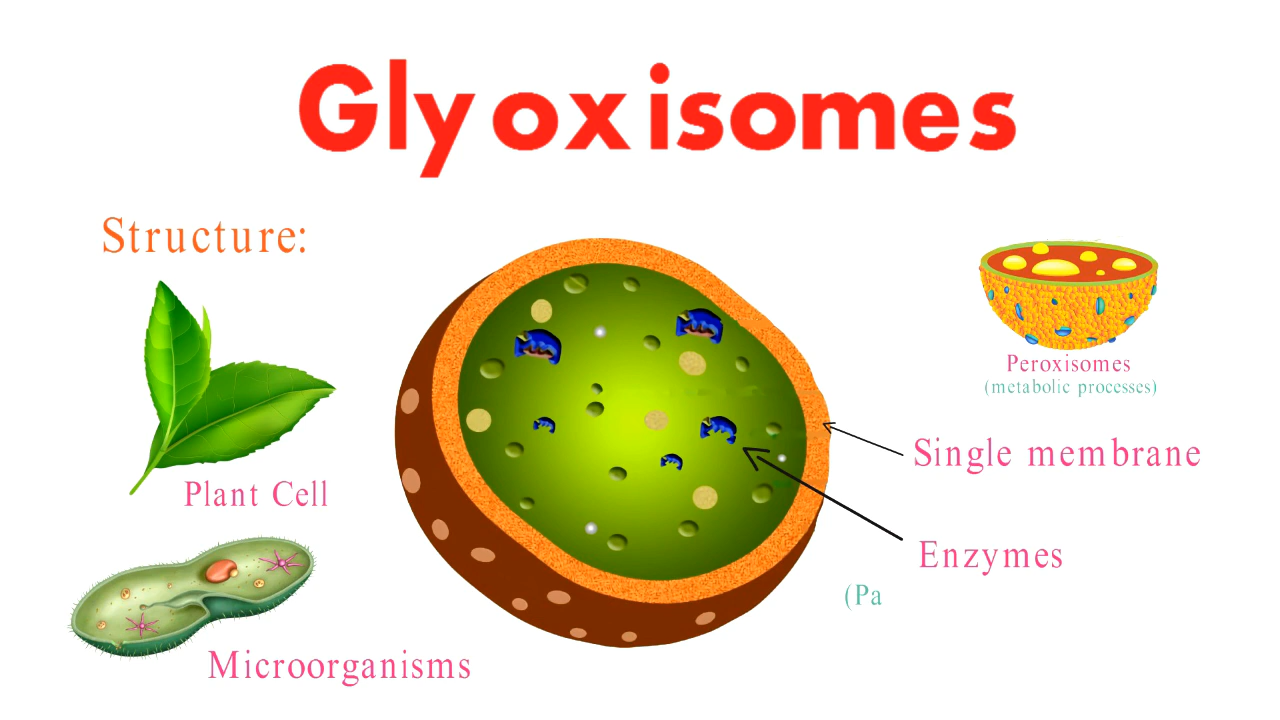 Glyoxisomes
Structure:
Plant Cell
Microorganisms
Peroxisomes
(metabolic processes)
Single membrane
Enzymes
(Pa